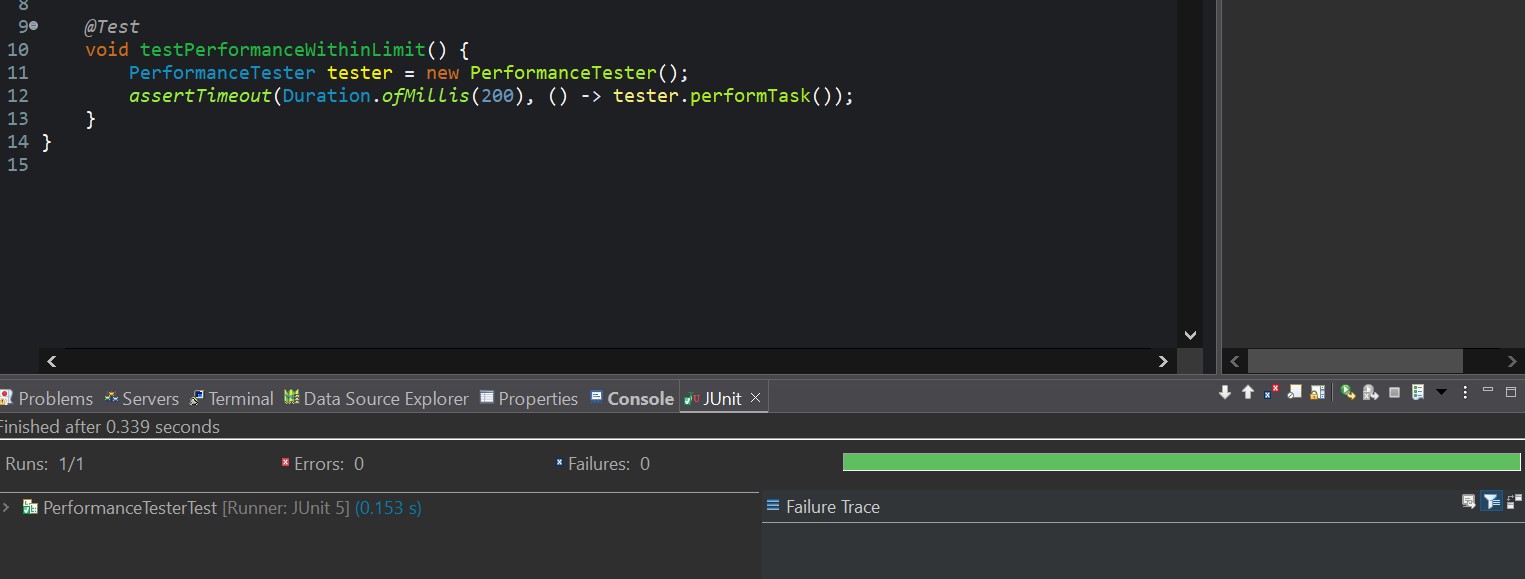 8
9 @Test
10 void testPerformanceWithinLimit() {
11 PerformanceTester tester = new PerformanceTester();
12 assertTimeout(Duration.ofMillis(200), () -> tester.performTask());
13 }
14 }
15
Problems Servers Terminal Data Source Explorer Properties Console JUnit
Finished after 0.339 seconds
Runs: 1/1 Errors: 0 Failures: 0
PerformanceTesterTest [Runner: JUnit 5] (0.153 s) Failure Trace